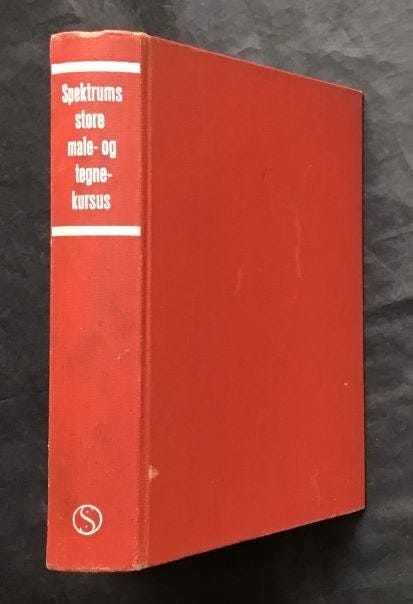 Spektrums
store
male- og
tegne-
kursus
S